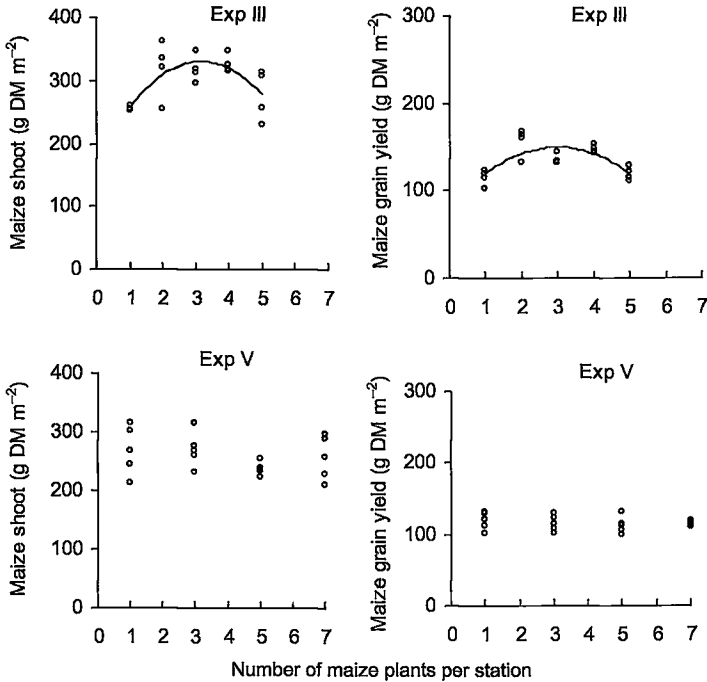 Exp III
Maize shoot (g DM m⁻²)
400
300
200
100
0
0 1 2 3 4 5 6 7
Exp III
Maize grain yield (g DM m⁻²)
300
200
100
0
0 1 2 3 4 5 6 7
Exp V
Maize shoot (g DM m⁻²)
400
300
200
100
0
0 1 2 3 4 5 6 7
Exp V
Maize grain yield (g DM m⁻²)
300
200
100
0
0 1 2 3 4 5 6 7
Number of maize plants per station